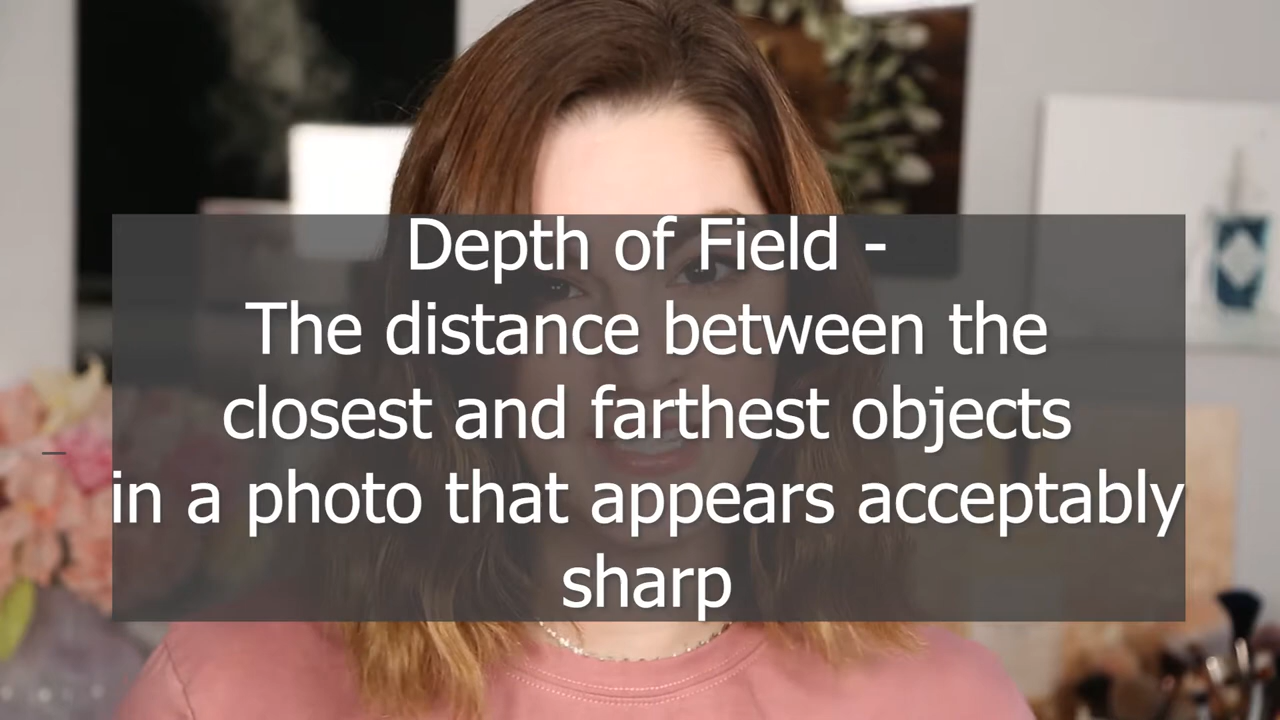 Depth of Field -
The distance between the
closest and farthest objects
in a photo that appears acceptably
sharp